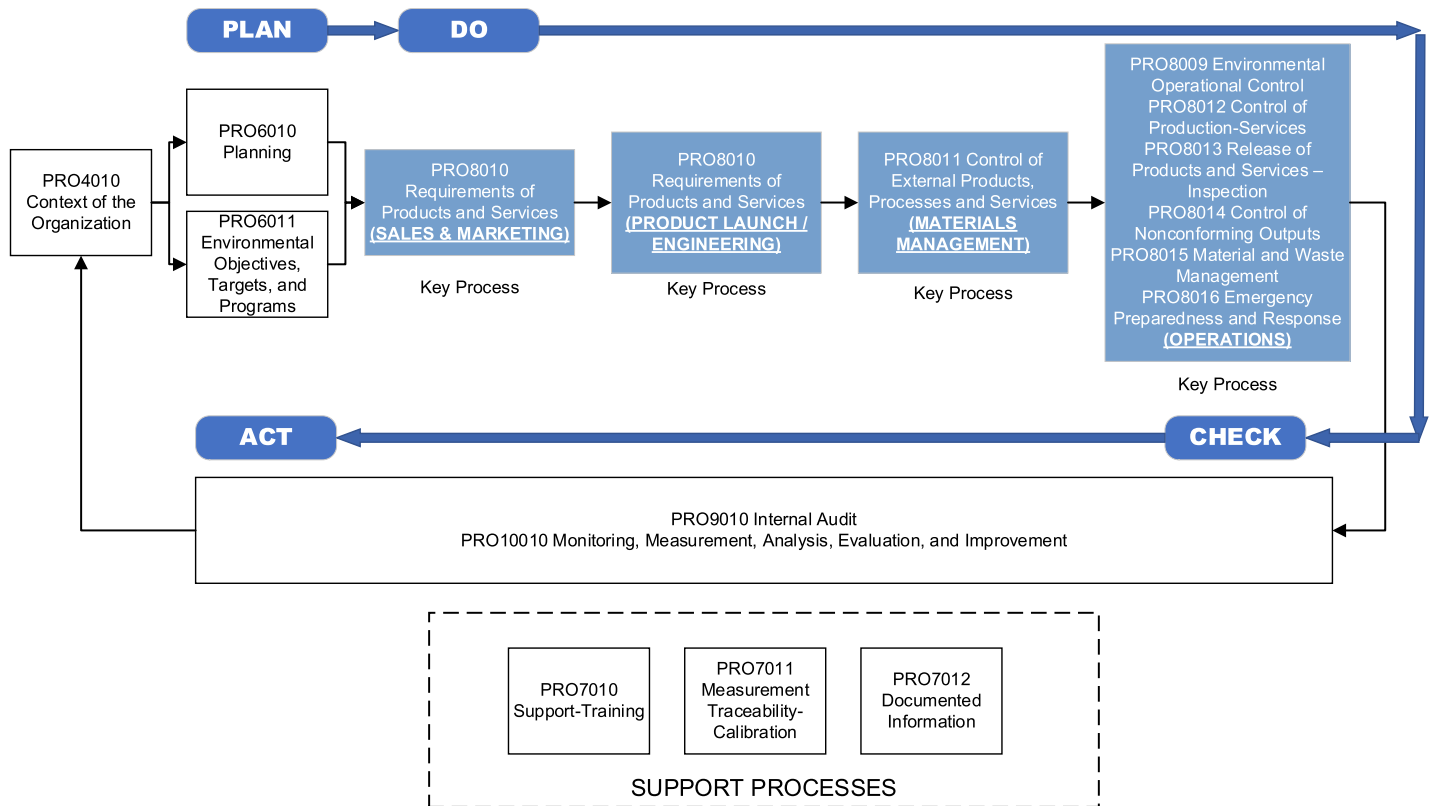 PLAN
DO
PRO4010
Context of the
Organization
PRO6010
Planning
PRO6011
Environmental
Objectives,
Targets, and
Programs
PRO8010
Requirements of
Products and Services
(SALES & MARKETING)
Key Process
PRO8010
Requirements of
Products and Services
(PRODUCT LAUNCH /
ENGINEERING)
Key Process
PRO8011 Control of
External Products,
Processes and Services
(MATERIALS
MANAGEMENT)
Key Process
PRO8009 Environmental
Operational Control
PRO8012 Control of
Production-Services
PRO8013 Release of
Products and Services –
Inspection
PRO8014 Control of
Nonconforming Outputs
PRO8015 Material and Waste
Management
PRO8016 Emergency
Preparedness and Response
(OPERATIONS)
Key Process
ACT
CHECK
PRO9010 Internal Audit
PRO10010 Monitoring, Measurement, Analysis, Evaluation, and Improvement
PRO7010
Support-Training
PRO7011
Measurement
Traceability-
Calibration
PRO7012
Documented
Information
SUPPORT PROCESSES